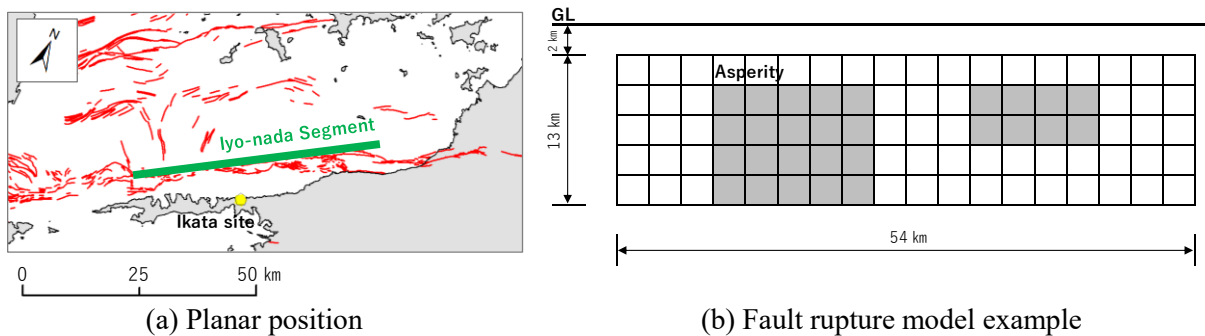 N
Iyo-nada Segment
Ikata site
0 25 50 km
(a) Planar position
GL
2 km
Asperity
13 km
54 km
(b) Fault rupture model example